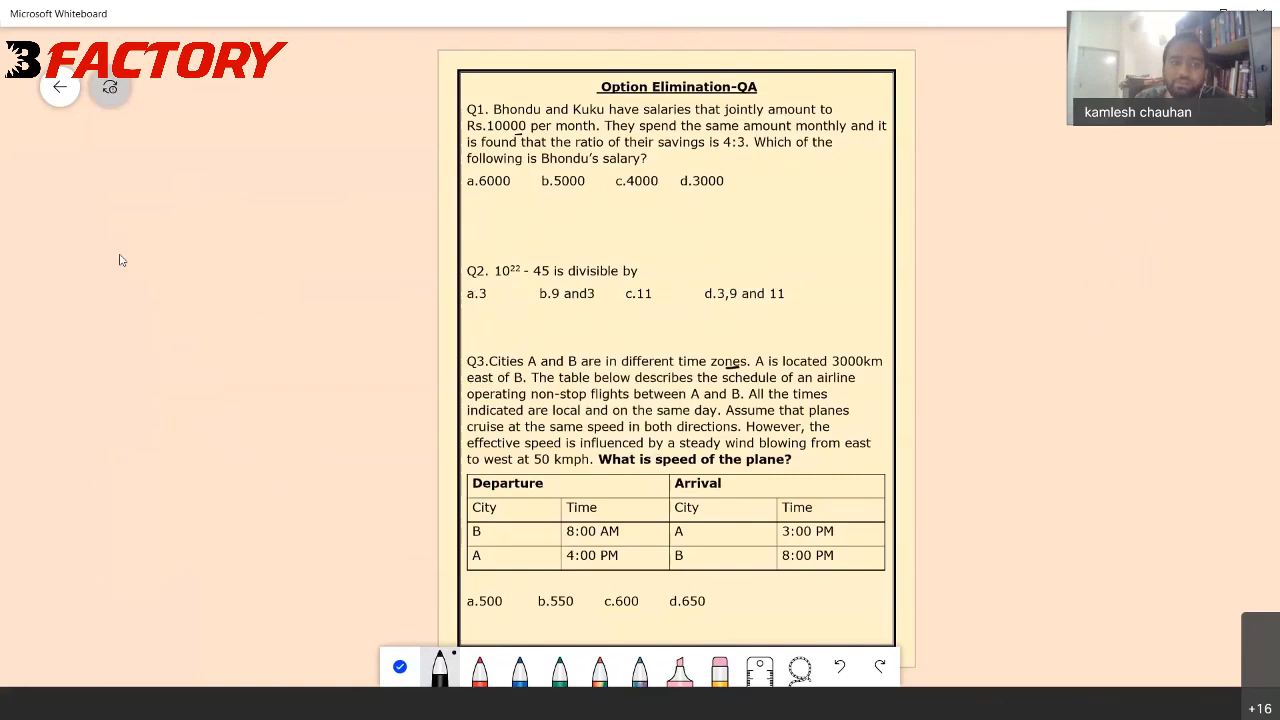 Microsoft Whiteboard
3FACTORY
kamlesh chauhan
Option Elimination-QA
Q1. Bhondu and Kuku have salaries that jointly amount to
Rs.10000 per month. They spend the same amount monthly and it
is found that the ratio of their savings is 4:3. Which of the
following is Bhondu’s salary?
a.6000 b.5000 c.4000 d.3000
Q2. 10²² - 45 is divisible by
a.3 b.9 and3 c.11 d.3,9 and 11
Q3.Cities A and B are in different time zones. A is located 3000km
east of B. The table below describes the schedule of an airline
operating non-stop flights between A and B. All the times
indicated are local and on the same day. Assume that planes
cruise at the same speed in both directions. However, the
effective speed is influenced by a steady wind blowing from east
to west at 50 kmph. What is speed of the plane?
Departure Arrival
City Time City Time
B 8:00 AM A 3:00 PM
A 4:00 PM B 8:00 PM
a.500 b.550 c.600 d.650
+16